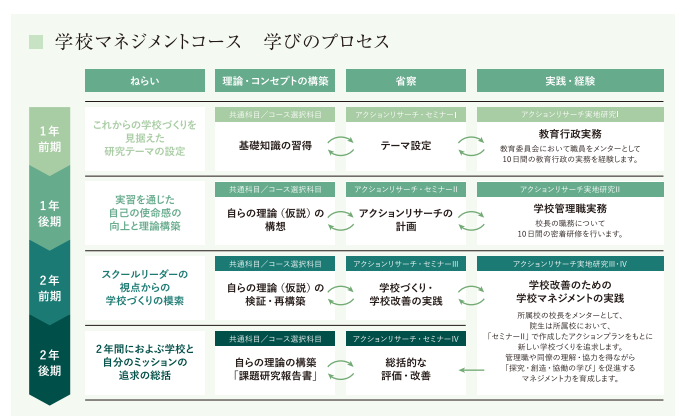 学校マネジメントコース　学びのプロセス
ねらい
理論・コンセプトの構築
省察
実践・経験
1年
前期
これからの学校づくりを
見据えた
研究テーマの設定
共通科目／コース選択科目
基礎知識の習得
アクションリサーチ・セミナーⅠ
テーマ設定
アクションリサーチ実地研究Ⅰ
教育行政実務
教育委員会において職員をメンターとして
10日間の教育行政の実務を経験します。
1年
後期
実習を通じた
自己の使命感の
向上と理論構築
共通科目／コース選択科目
自らの理論（仮説）の
構想
アクションリサーチ・セミナーⅡ
アクションリサーチの
計画
アクションリサーチ実地研究Ⅱ
学校管理職実務
校長の職務について
10日間の密着研修を行います。
2年
前期
スクールリーダーの
視点からの
学校づくりの模索
共通科目／コース選択科目
自らの理論（仮説）の
検証・再構築
アクションリサーチ・セミナーⅢ
学校づくり・
学校改善の実践
アクションリサーチ実地研究Ⅲ・Ⅳ
学校改善のための
学校マネジメントの実践
所属校の校長をメンターとして、
院生は所属校において、
「セミナーⅡ」で作成したアクションプランをもとに
新しい学校づくりを追求します。
管理職や同僚の理解・協力を得ながら
「探究・創造・協働の学び」を促進する
マネジメント力を育成します。
2年
後期
2年間におよぶ学校と
自分のミッションの
追求の総括
共通科目／コース選択科目
自らの理論の構築
「課題研究報告書」
アクションリサーチ・セミナーⅣ
総括的な
評価・改善